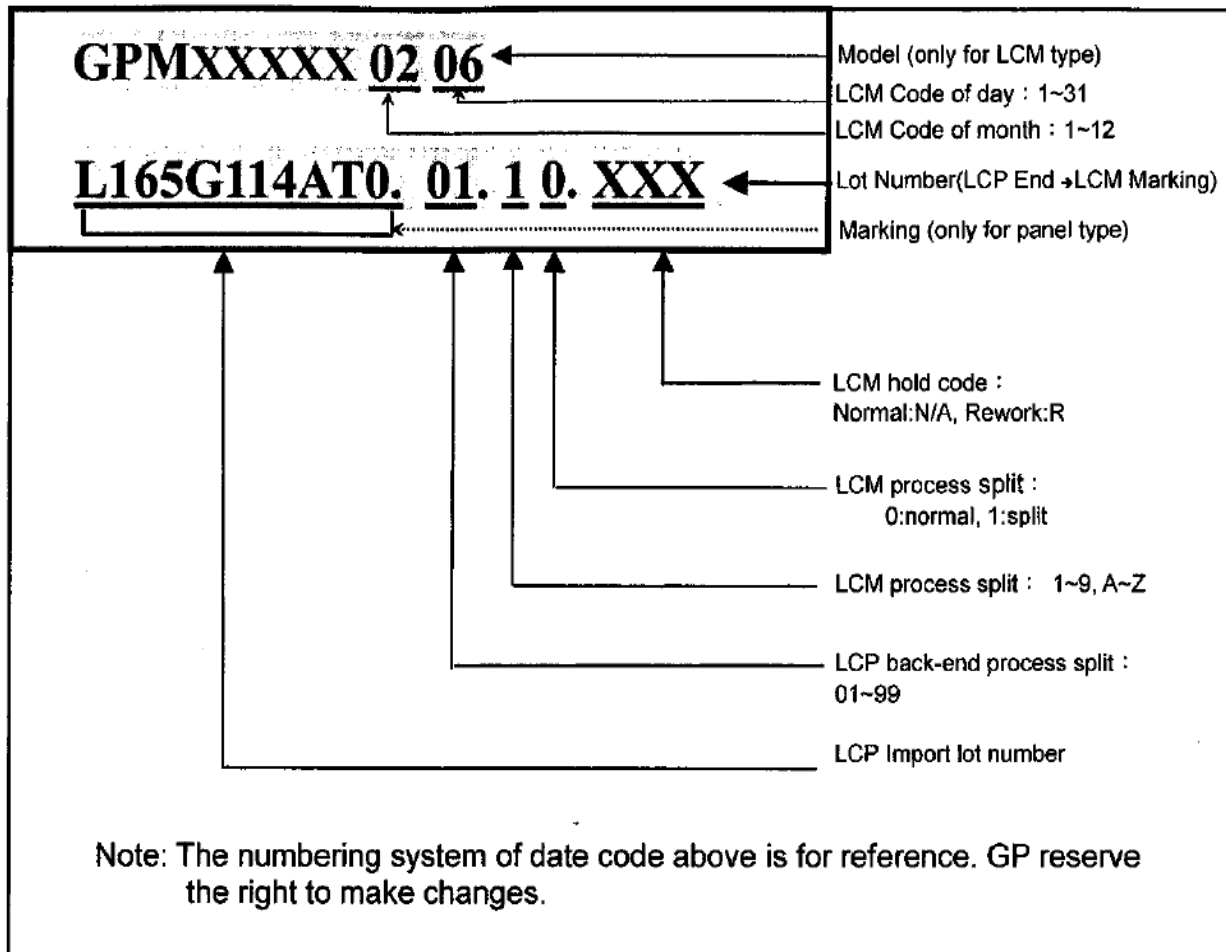 GPMXXXXX 02 06
Model (only for LCM type)
LCM Code of day：1~31
LCM Code of month：1~12
L165G114AT0. 01. 1 0. XXX
Lot Number(LCP End →LCM Marking)
Marking (only for panel type)
LCM hold code：
Normal:N/A, Rework:R
LCM process split：
0:normal, 1:split
LCM process split： 1~9, A~Z
LCP back-end process split：
01~99
LCP Import lot number
Note: The numbering system of date code above is for reference. GP reserve
the right to make changes.